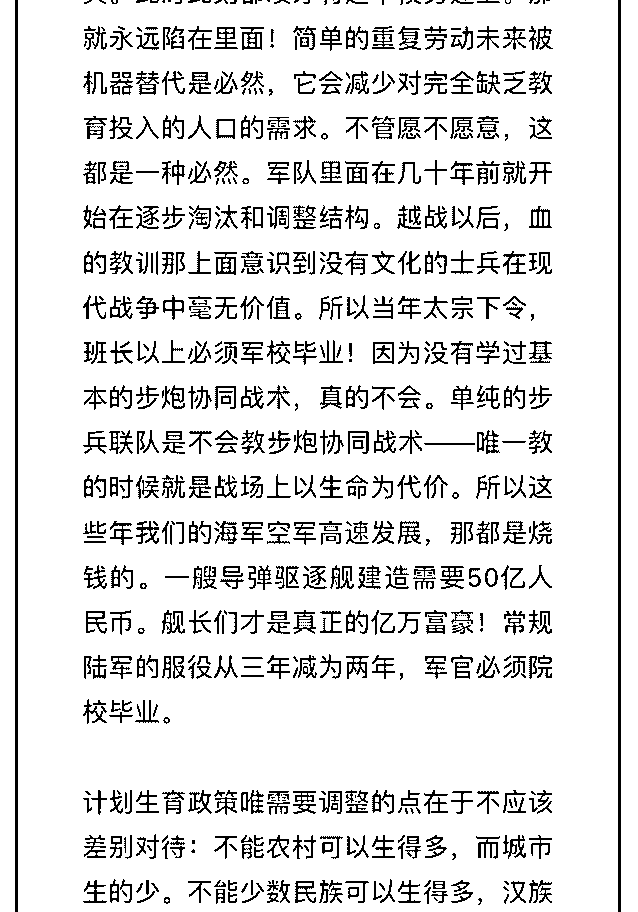 就永远陷在里面！简单的重复劳动未来被
机器替代是必然，它会减少对完全缺乏教
育投入的人口的需求。不管愿不愿意，这
都是一种必然。军队里面在几十年前就开
始在逐步淘汰和调整结构。越战以后，血
的教训那上面意识到没有文化的士兵在现
代战争中毫无价值。所以当年太宗下令，
班长以上必须军校毕业！因为没有学过基
本的步炮协同战术，真的不会。单纯的步
兵联队是不会教步炮协同战术——唯一教
的时候就是战场上以生命为代价。所以这
些年我们的海军空军高速发展，那都是烧
钱的。一艘导弹驱逐舰建造需要50亿人
民币。舰长们才是真正的亿万富豪！常规
陆军的服役从三年减为两年，军官必须院
校毕业。
计划生育政策唯需要调整的点在于不应该
差别对待：不能农村可以生得多，而城市
生的少。不能少数民族可以生得多，汉族